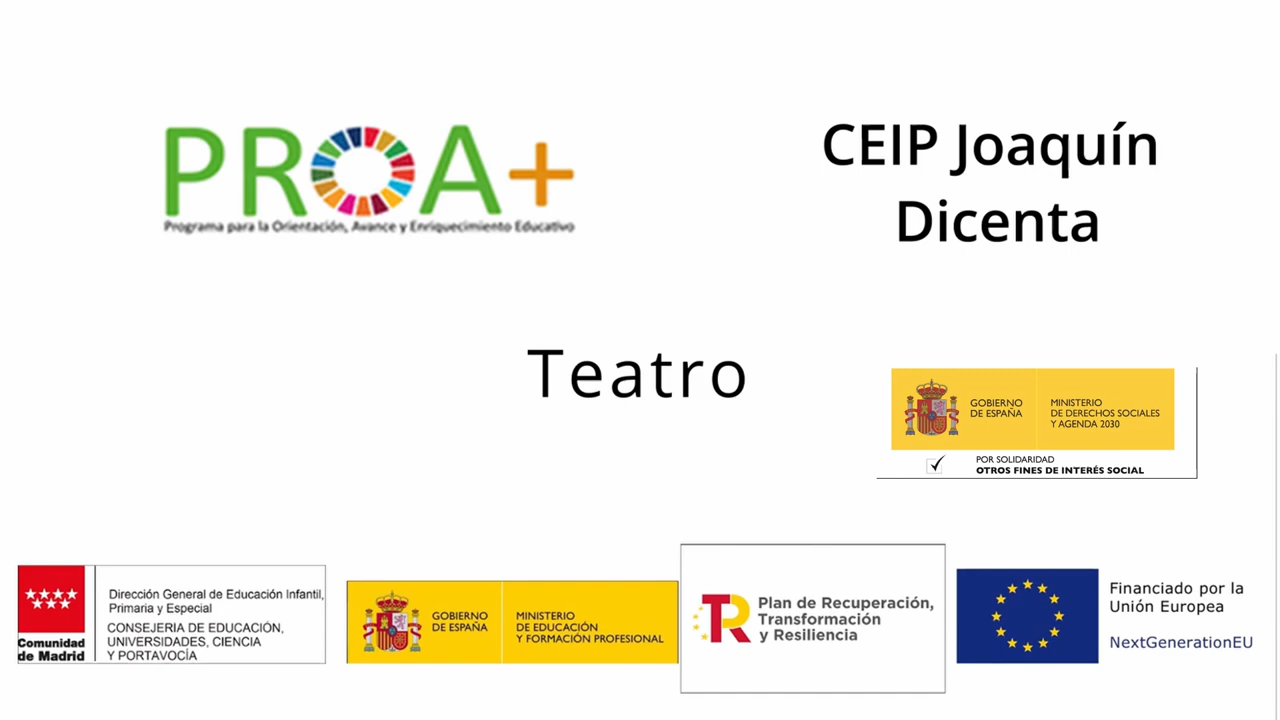 PROA+
Programa para la Orientación, Avance y Enriquecimiento Educativo
CEIP Joaquín
Dicenta
Teatro
GOBIERNO
DE ESPAÑA
MINISTERIO
DE DERECHOS SOCIALES
Y AGENDA 2030
POR SOLIDARIDAD
OTROS FINES DE INTERÉS SOCIAL
Comunidad
de Madrid
Dirección General de Educación Infantil,
Primaria y Especial
CONSEJERIA DE EDUCACIÓN,
UNIVERSIDADES, CIENCIA
Y PORTAVOCÍA
GOBIERNO
DE ESPAÑA
MINISTERIO
DE EDUCACIÓN
Y FORMACIÓN PROFESIONAL
TR
Plan de Recuperación,
Transformación
y Resiliencia
Financiado por la
Unión Europea
NextGenerationEU